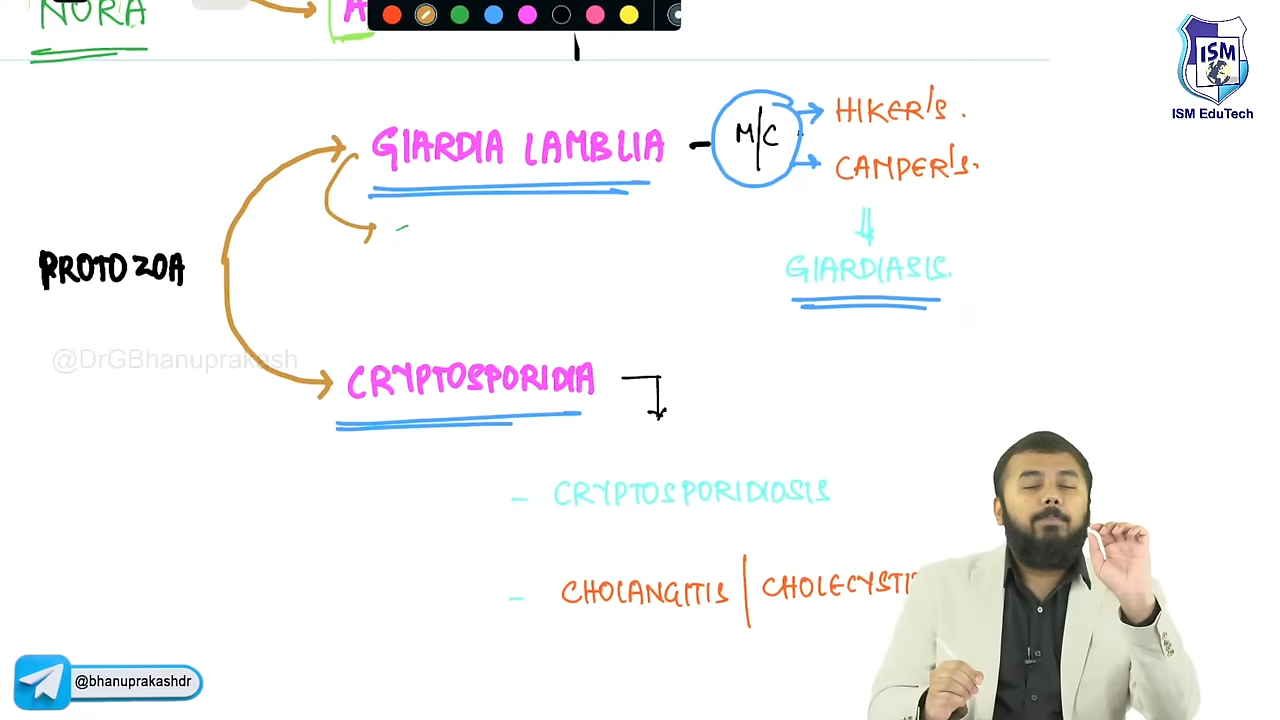 NORA
A
ISM
ISM EduTech
GIARDIA LAMBLIA - M/C
HIKER'S.
CAMPER'S.
GIARDIASIS.
PROTOZOA
@DrGBhanuprakash
CRYPTOSPORIDIA
- CRYPTOSPORIDIOSIS
- CHOLANGITIS | CHOLECYSTI
@bhanuprakashdr